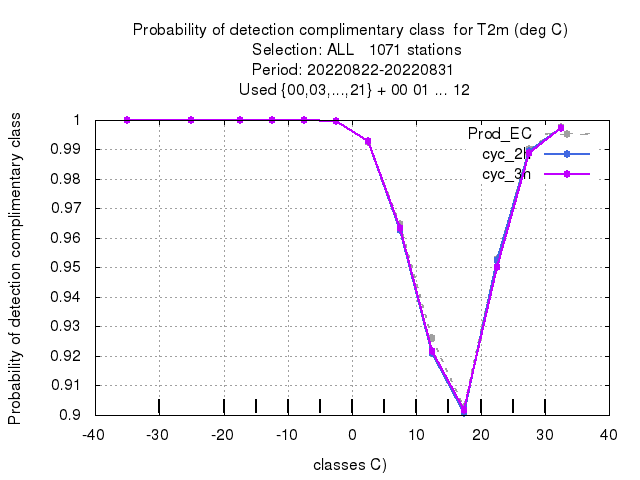 Probability of detection complimentary class  for T2m (deg C)
Selection: ALL   1071 stations
Period: 20220822-20220831
Used {00,03,...,21} + 00 01 ... 12
Probability of detection complimentary class
1
0.99
0.98
0.97
0.96
0.95
0.94
0.93
0.92
0.91
0.9
Prod_EC
cyc_2h
cyc_3h
-40 -30 -20 -10 0 10 20 30 40
classes C)